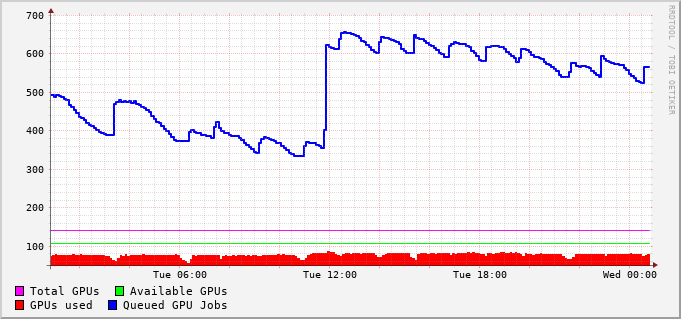 700
600
500
400
300
200
100
Tue 06:00 Tue 12:00 Tue 18:00 Wed 00:00
Total GPUs Available GPUs
GPUs used Queued GPU Jobs
RRDTOOL / TOBI OETIKER